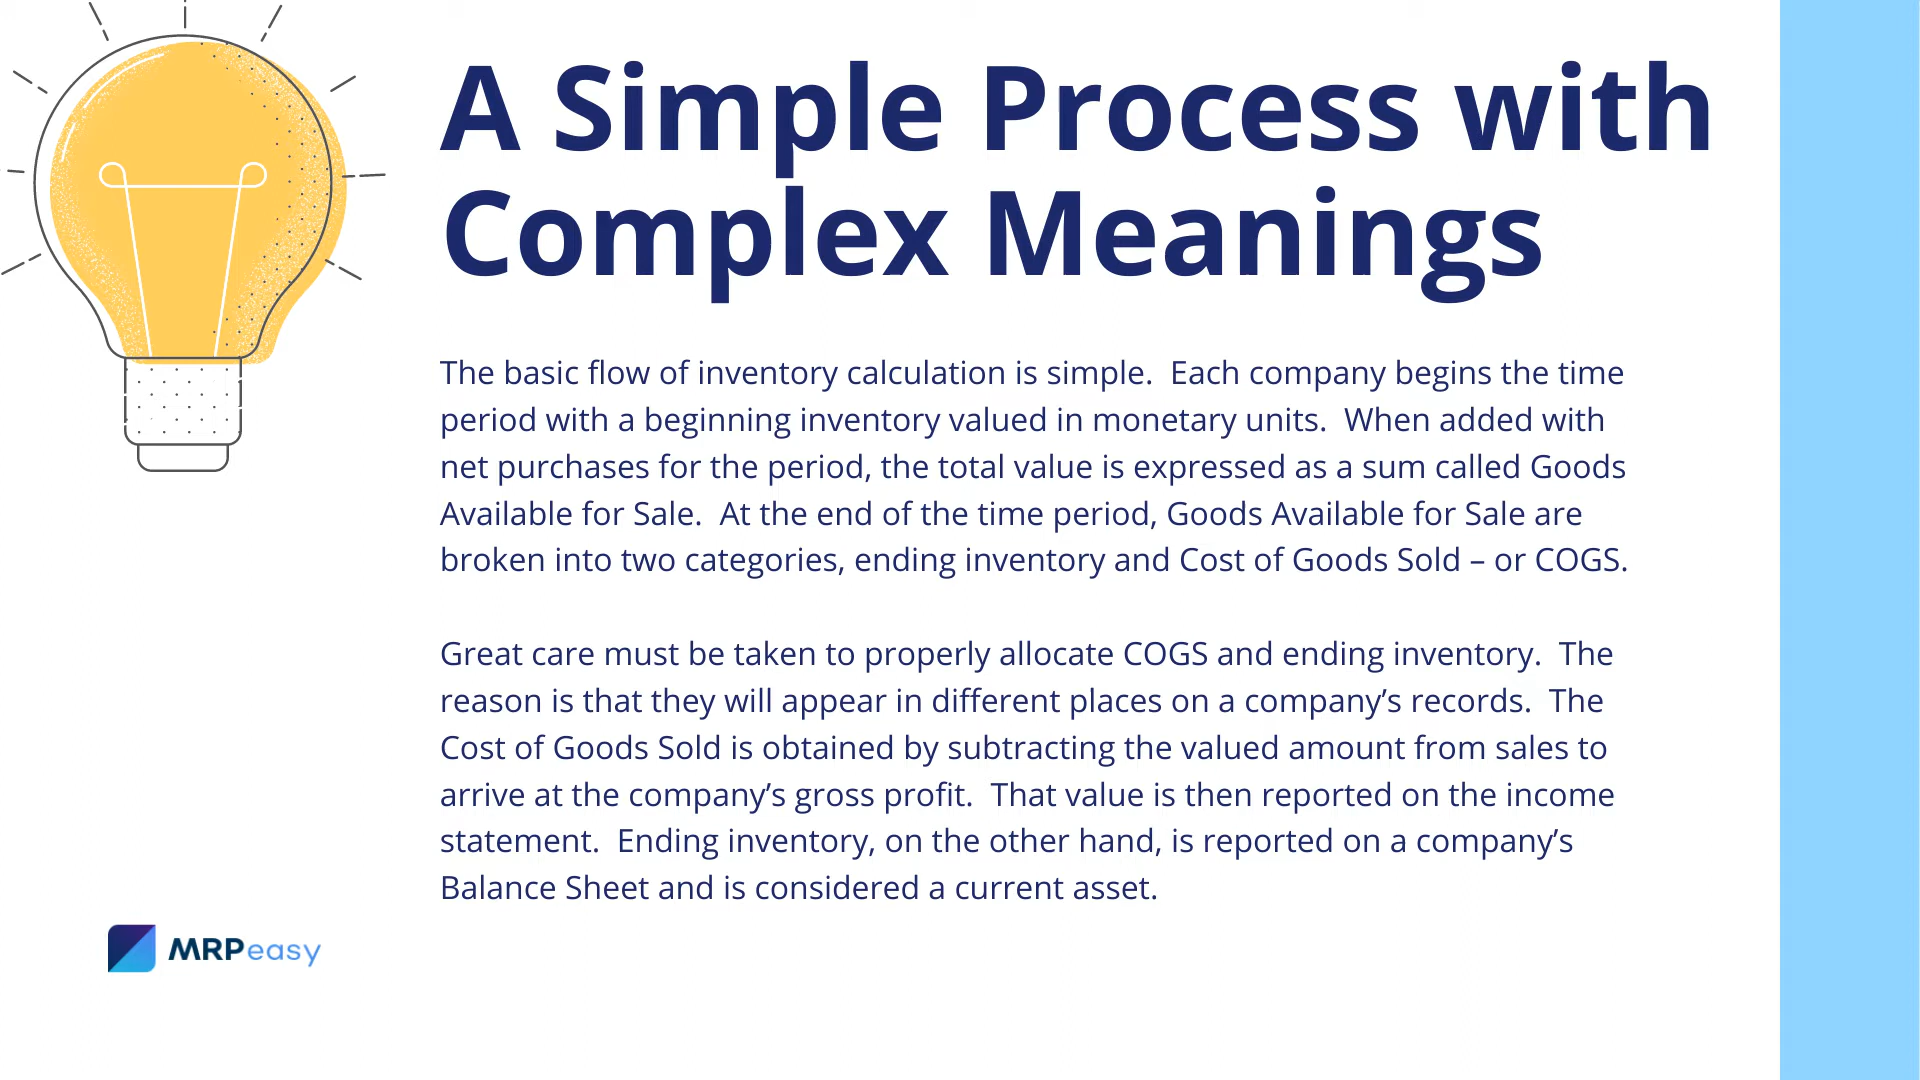 A Simple Process with
Complex Meanings
The basic flow of inventory calculation is simple.  Each company begins the time
period with a beginning inventory valued in monetary units.  When added with
net purchases for the period, the total value is expressed as a sum called Goods
Available for Sale.  At the end of the time period, Goods Available for Sale are
broken into two categories, ending inventory and Cost of Goods Sold – or COGS.
Great care must be taken to properly allocate COGS and ending inventory.  The
reason is that they will appear in different places on a company’s records.  The
Cost of Goods Sold is obtained by subtracting the valued amount from sales to
arrive at the company’s gross profit.  That value is then reported on the income
statement.  Ending inventory, on the other hand, is reported on a company’s
Balance Sheet and is considered a current asset.
MRPeasy